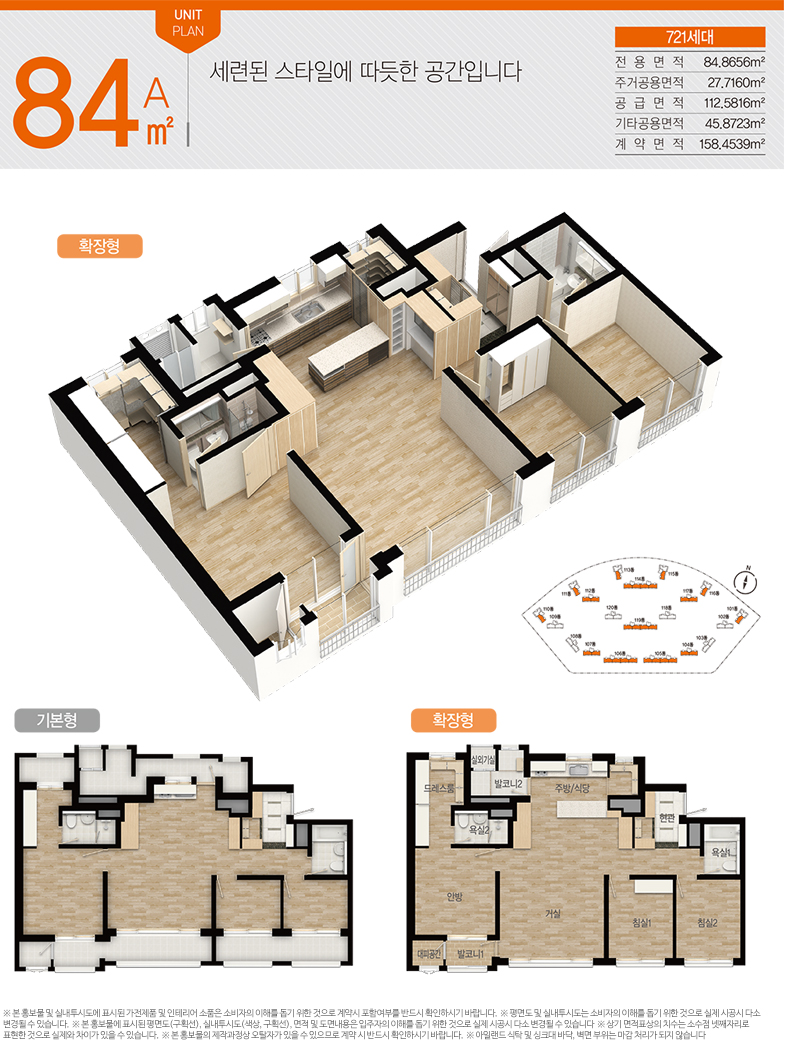 UNIT
PLAN
84 A
m²
세련된 스타일에 따듯한 공간입니다
721세대
전 용 면 적 84.8656m²
주거공용면적 27.7160m²
공 급 면 적 112.5816m²
기타공용면적 45.8723m²
계 약 면 적 158.4539m²
확장형
N
113동 115동
114동
111동 112동 117동 116동
110동 120동 118동 101동
109동 119동 102동
108동 103동
107동 104동
106동 105동
기본형
확장형
실외기실
드레스룸 발코니2 주방/식당
현관
욕실2
욕실1
안방
거실 침실1 침실2
대피공간 발코니1
※ 본 홍보물 및 실내투시도에 표시된 가전제품 및 인테리어 소품은 소비자의 이해를 돕기 위한 것으로 계약시 포함여부를 반드시 확인하시기 바랍니다. ※ 평면도 및 실내투시도는 소비자의 이해를 돕기 위한 것으로 실제 시공시 다소
변경될 수 있습니다. ※ 본 홍보물에 표시된 평면도(구획선), 실내투시도(색상, 구획선), 면적 및 도면내용은 입주자의 이해를 돕기 위한 것으로 실제 시공시 다소 변경될 수 있습니다 ※ 상기 면적표상의 치수는 소수점 넷째자리로
표현한 것으로 실제와 차이가 있을 수 있습니다. ※ 본 홍보물의 제작과정상 오탈자가 있을 수 있으므로 계약 시 반드시 확인하시기 바랍니다. ※ 아일랜드 식탁 및 싱크대 바닥, 벽면 부위는 마감 처리가 되지 않습니다